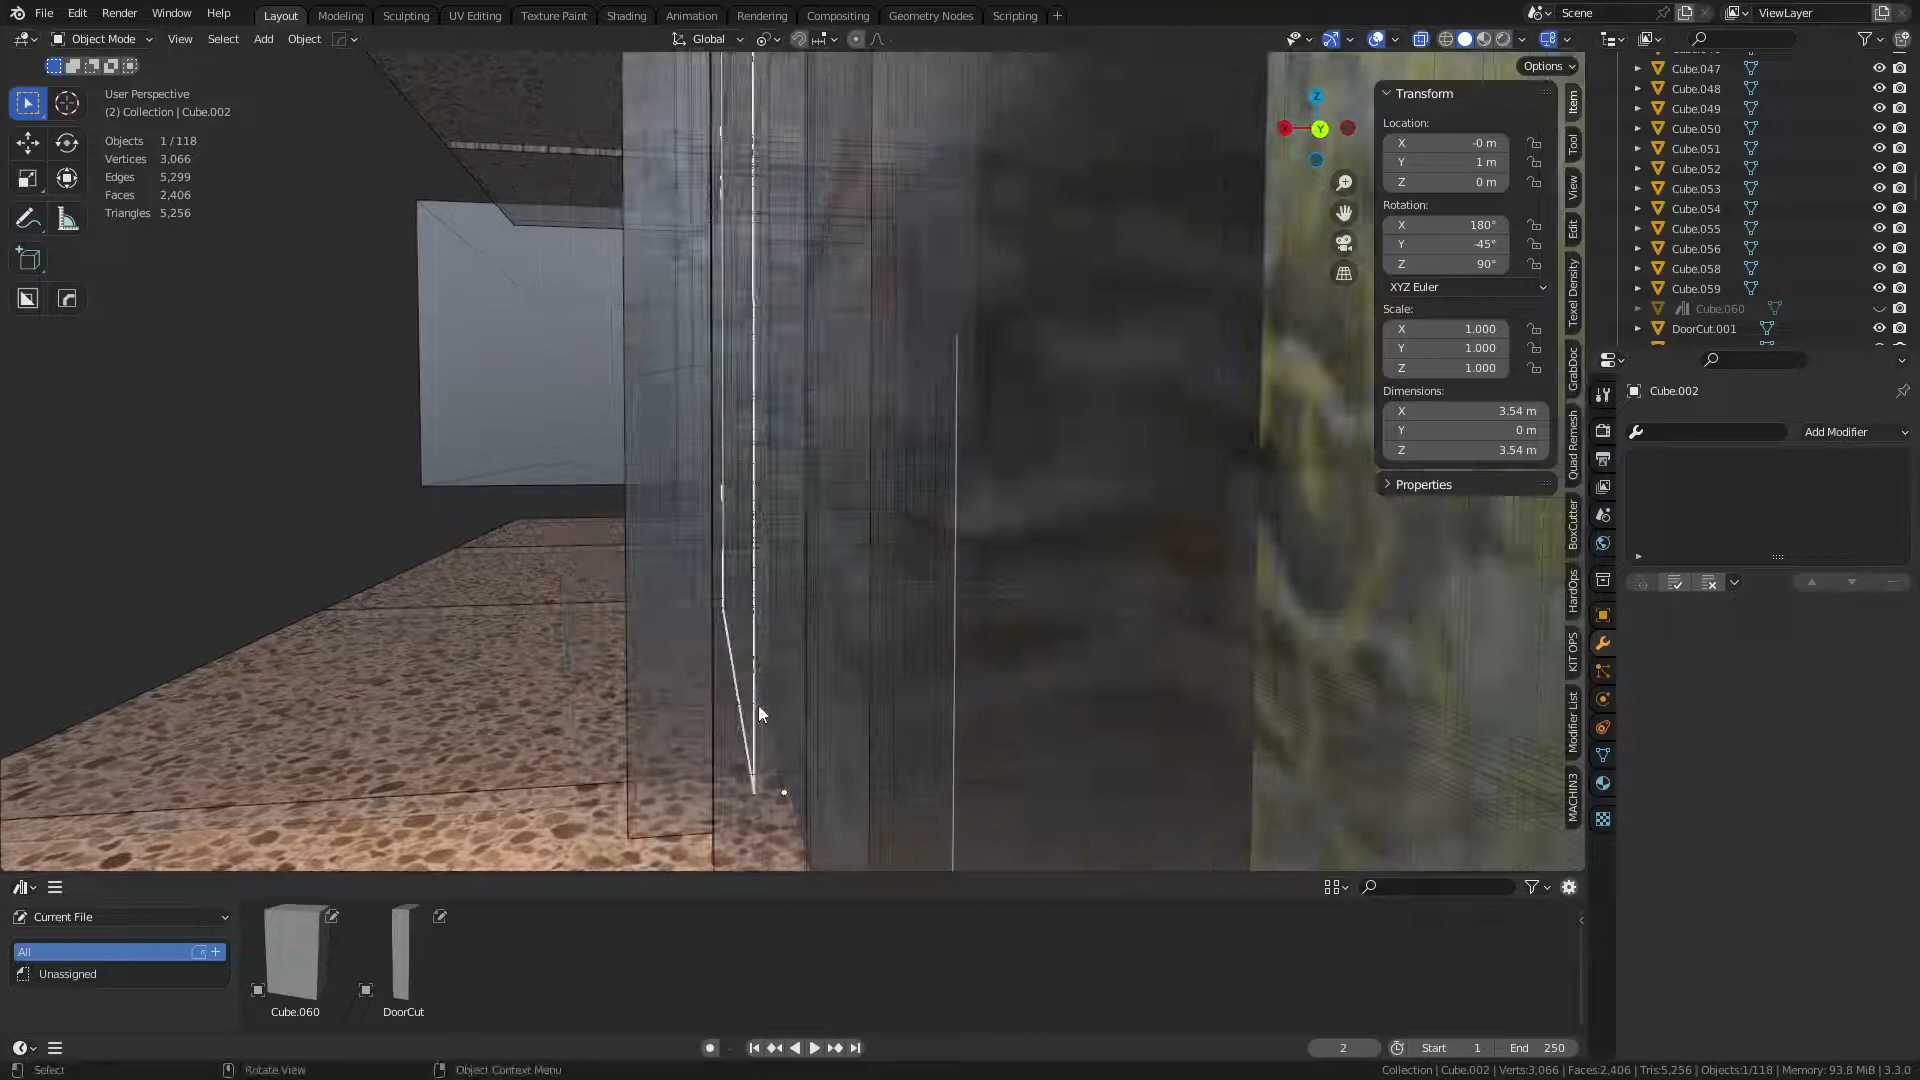 File Edit Render Window Help Layout Modeling Sculpting UV Editing Texture Paint Shading Animation Rendering Compositing Geometry Nodes Scripting + Scene ViewLayer
Object Mode View Select Add Object Global
Options
User Perspective
(2) Collection | Cube.002
Objects 1 / 118
Vertices 3,066
Edges 5,299
Faces 2,406
Triangles 5,256
Z
X
Y
Transform
Location:
X -0 m
Y 1 m
Z 0 m
Rotation:
X 180°
Y -45°
Z 90°
XYZ Euler
Scale:
X 1.000
Y 1.000
Z 1.000
Dimensions:
X 3.54 m
Y 0 m
Z 3.54 m
Properties
Item
Tool
View
Edit
Texel Density
GrabDoc
Quad Remesh
BoxCutter
HardOps
KIT OPS
Modifier List
MACHIN3
Cube.047
Cube.048
Cube.049
Cube.050
Cube.051
Cube.052
Cube.053
Cube.054
Cube.055
Cube.056
Cube.058
Cube.059
Cube.060
DoorCut.001
Cube.002
Add Modifier
Current File
All
Unassigned
Cube.060
DoorCut
2 Start 1 End 250
Select Rotate View Object Context Menu
Collection | Cube.002 | Verts:3,066 | Faces:2,406 | Tris:5,256 | Objects:1/118 | Memory: 93.8 MiB | 3.3.0